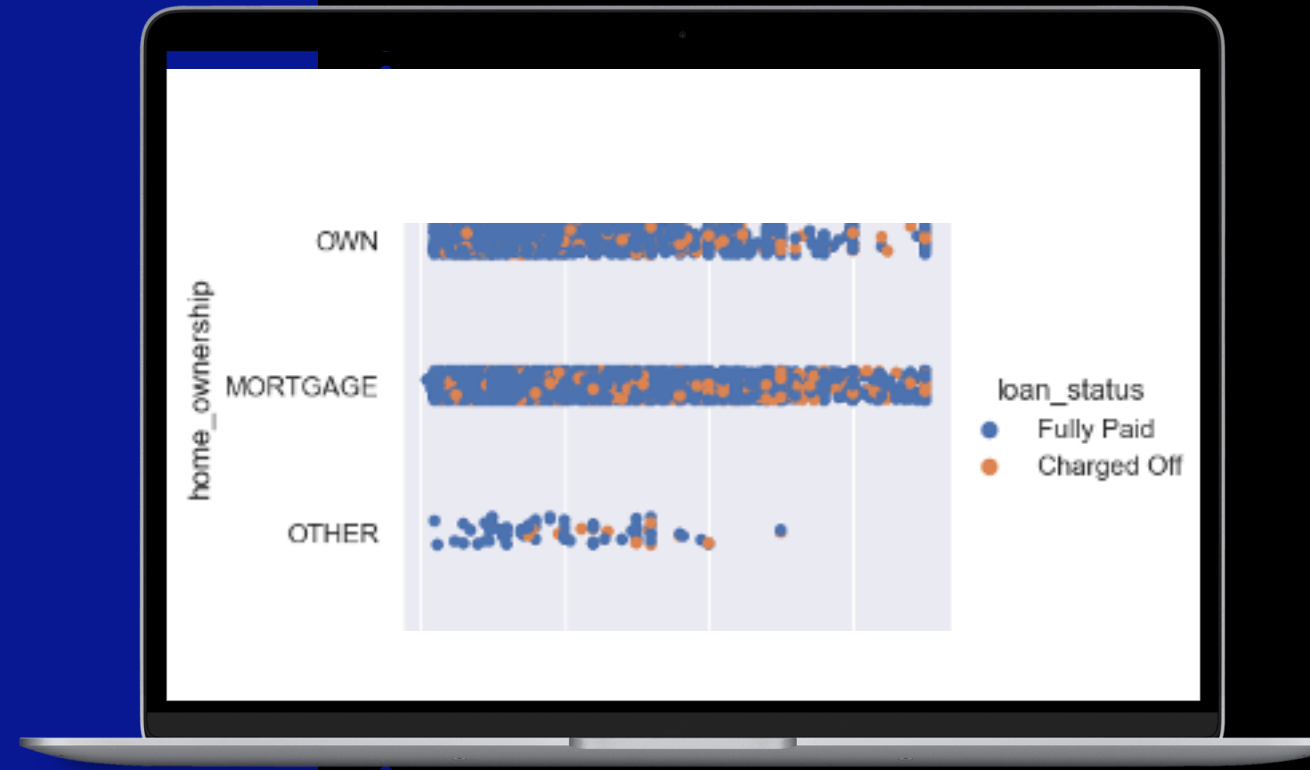 OWN
home_ownership
MORTGAGE
OTHER
loan_status
Fully Paid
Charged Off